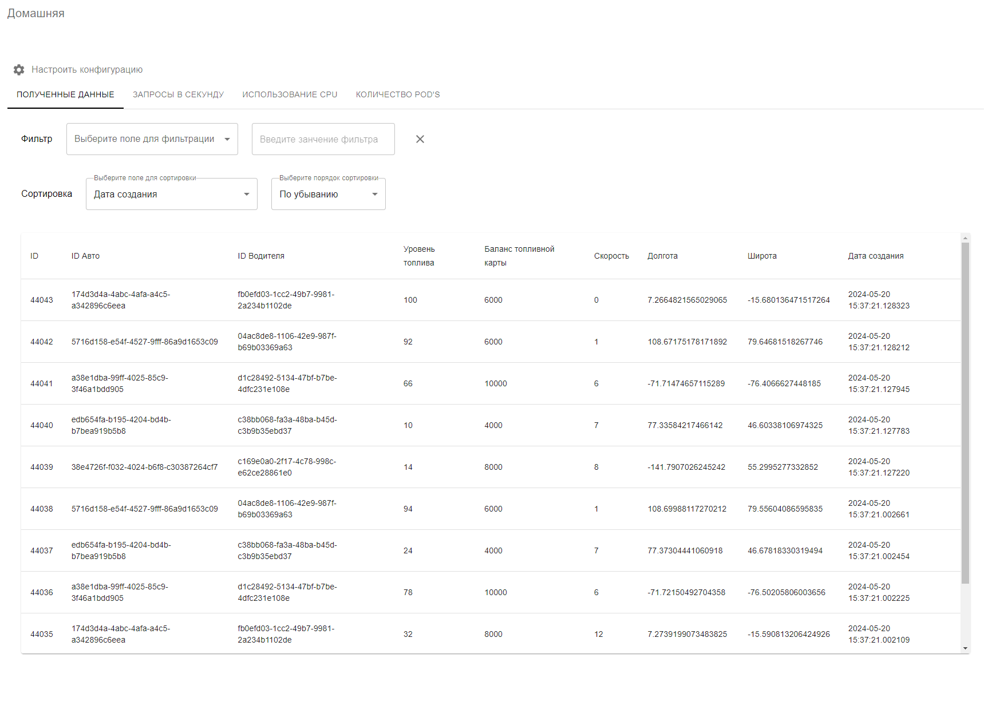 Домашняя
Настроить конфигурацию
ПОЛУЧЕННЫЕ ДАННЫЕ ЗАПРОСЫ В СЕКУНДУ ИСПОЛЬЗОВАНИЕ CPU КОЛИЧЕСТВО POD'S
Фильтр Выберите поле для фильтрации Введите занчение фильтра
Выберите поле для сортировки Выберите порядок сортировки
Сортировка Дата создания По убыванию
ID ID Авто ID Водителя Уровень топлива Баланс топливной карты Скорость Долгота Широта Дата создания
44043 174d3d4a-4abc-4afa-a4c5-a342896c6eea fb0efd03-1cc2-49b7-9981-2a234b1102de 100 6000 0 7.2664821565029065 -15.680136471517264 2024-05-20 15:37:21.128323
44042 5716d158-e54f-4527-9fff-86a9d1653c09 04ac8de8-1106-42e9-987f-b69b03369a63 92 6000 1 108.67175178171892 79.64681518267746 2024-05-20 15:37:21.128212
44041 a38e1dba-99ff-4025-85c9-3f46a1bdd905 d1c28492-5134-47bf-b7be-4dfc231e108e 66 10000 6 -71.71474657115289 -76.4066627448185 2024-05-20 15:37:21.127945
44040 edb654fa-b195-4204-bd4b-b7bea919b5b8 c38bb068-fa3a-48ba-b45d-c3b9b35ebd37 10 4000 7 77.33584217466142 46.60338106974325 2024-05-20 15:37:21.127783
44039 38e4726f-f032-4024-b6f8-c30387264cf7 c169e0a0-2f17-4c78-998c-e62ce28861e0 14 8000 8 -141.7907026245242 55.2995277332852 2024-05-20 15:37:21.127220
44038 5716d158-e54f-4527-9fff-86a9d1653c09 04ac8de8-1106-42e9-987f-b69b03369a63 94 6000 1 108.69988117270212 79.55604086595835 2024-05-20 15:37:21.002661
44037 edb654fa-b195-4204-bd4b-b7bea919b5b8 c38bb068-fa3a-48ba-b45d-c3b9b35ebd37 24 4000 7 77.37304441060918 46.67818330319494 2024-05-20 15:37:21.002454
44036 a38e1dba-99ff-4025-85c9-3f46a1bdd905 d1c28492-5134-47bf-b7be-4dfc231e108e 78 10000 6 -71.72150492704358 -76.50205806003656 2024-05-20 15:37:21.002225
44035 174d3d4a-4abc-4afa-a4c5-a342896c6eea fb0efd03-1cc2-49b7-9981-2a234b1102de 32 8000 12 7.2739199073483825 -15.590813206424926 2024-05-20 15:37:21.002109